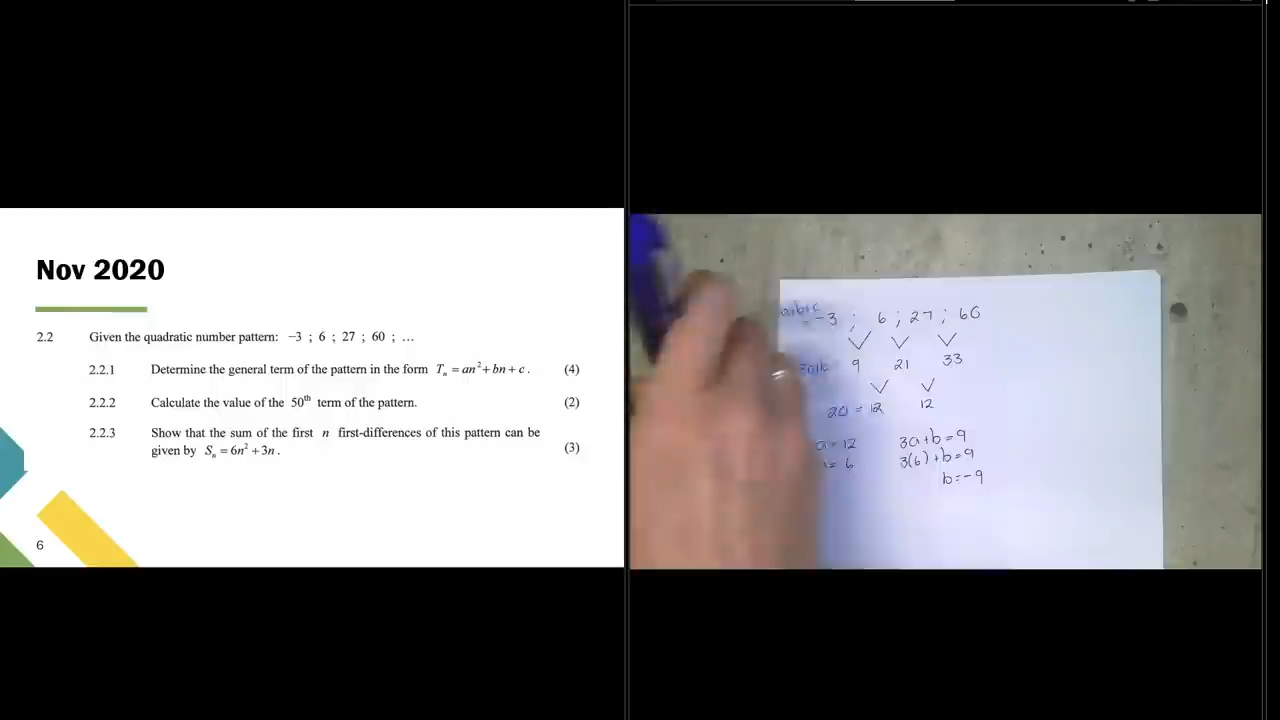 Nov 2020
2.2 Given the quadratic number pattern: −3 ; 6 ; 27 ; 60 ; …
2.2.1 Determine the general term of the pattern in the form Tₙ = an² + bn + c. (4)
2.2.2 Calculate the value of the 50th term of the pattern. (2)
2.2.3 Show that the sum of the first n first-differences of this pattern can be
given by Sₙ = 6n² + 3n. (3)
6
a+b+c
= -3 ; 6 ; 27 ; 60
9 21 33
2a = 12 12
a = 12 3a + b = 9
= 6 3(6) + b = 9
b = -9